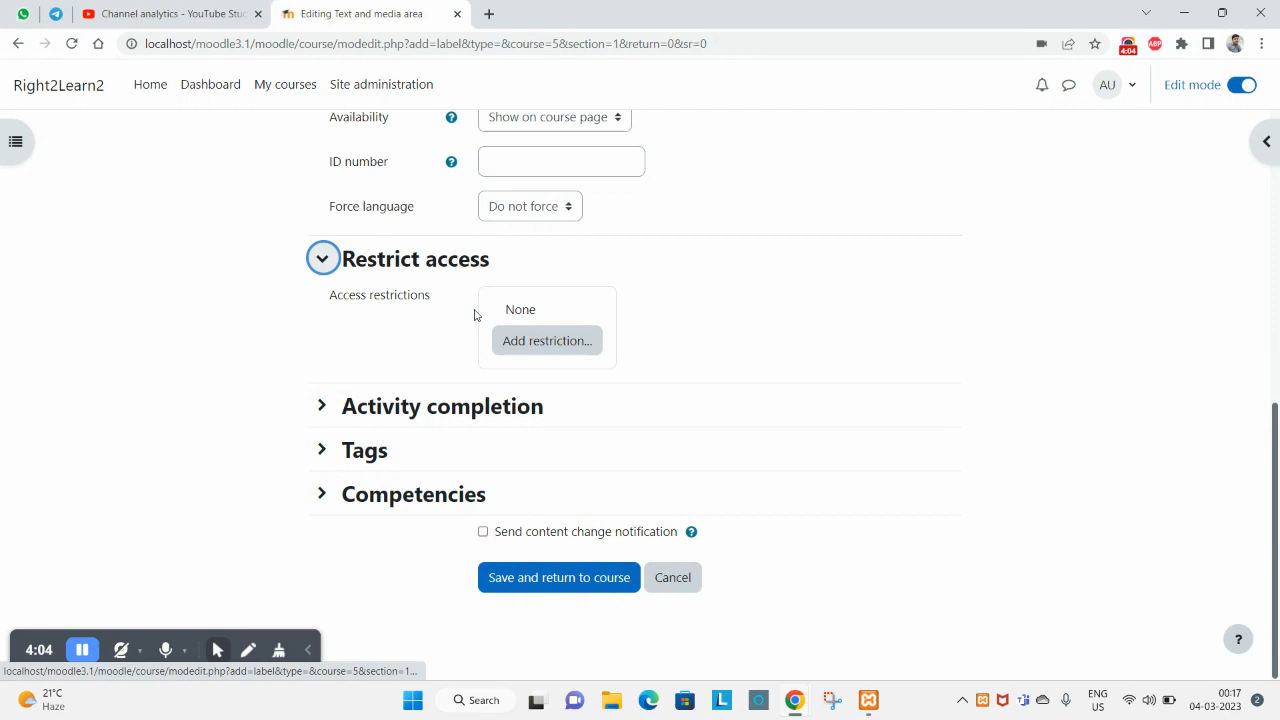 Channel analytics - YouTube Stud
Editing Text and media area
localhost/moodle3.1/moodle/course/modedit.php?add=label&type=&course=5&section=1&return=0&sr=0
4:04
ABP
Right2Learn2
Home
Dashboard
My courses
Site administration
AU
Edit mode
Availability
?
Show on course page
ID number
?
Force language
Do not force
Restrict access
Access restrictions
None
Add restriction...
Activity completion
Tags
Competencies
Send content change notification
?
Save and return to course
Cancel
?
4:04
localhost/moodle3.1/moodle/course/modedit.php?add=label&type=&course=5&section=1...
21°C
Haze
Search
L
ENG
US
00:17
04-03-2023
2